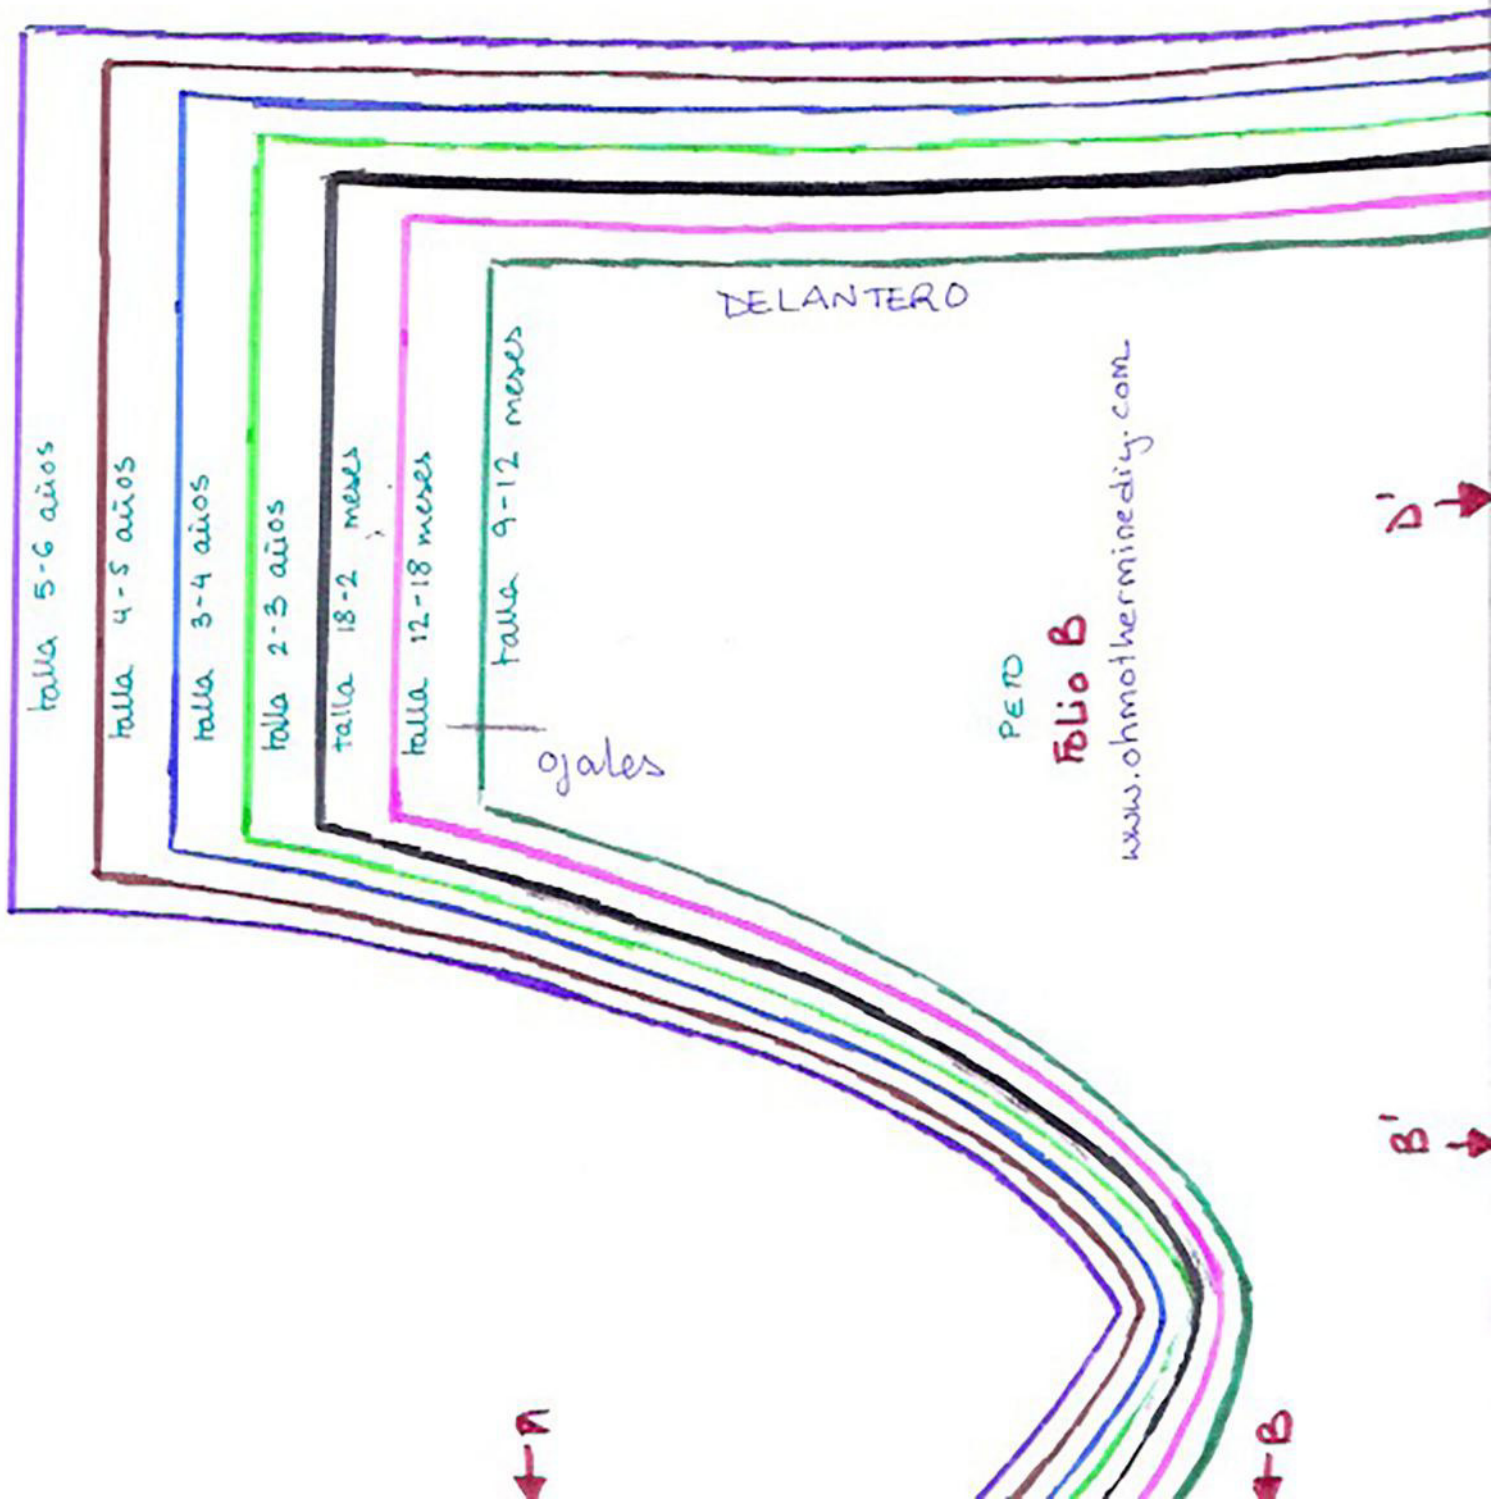 DELANTERO
talla 5-6 años
talla 4-5 años
talla 3-4 años
talla 2-3 años
talla 18-2 meses
talla 12-18 meses
talla 9-12 meses
ojales
PETO
FOLIO B
www.ohmotherminediy.com
D'
B'
A
B